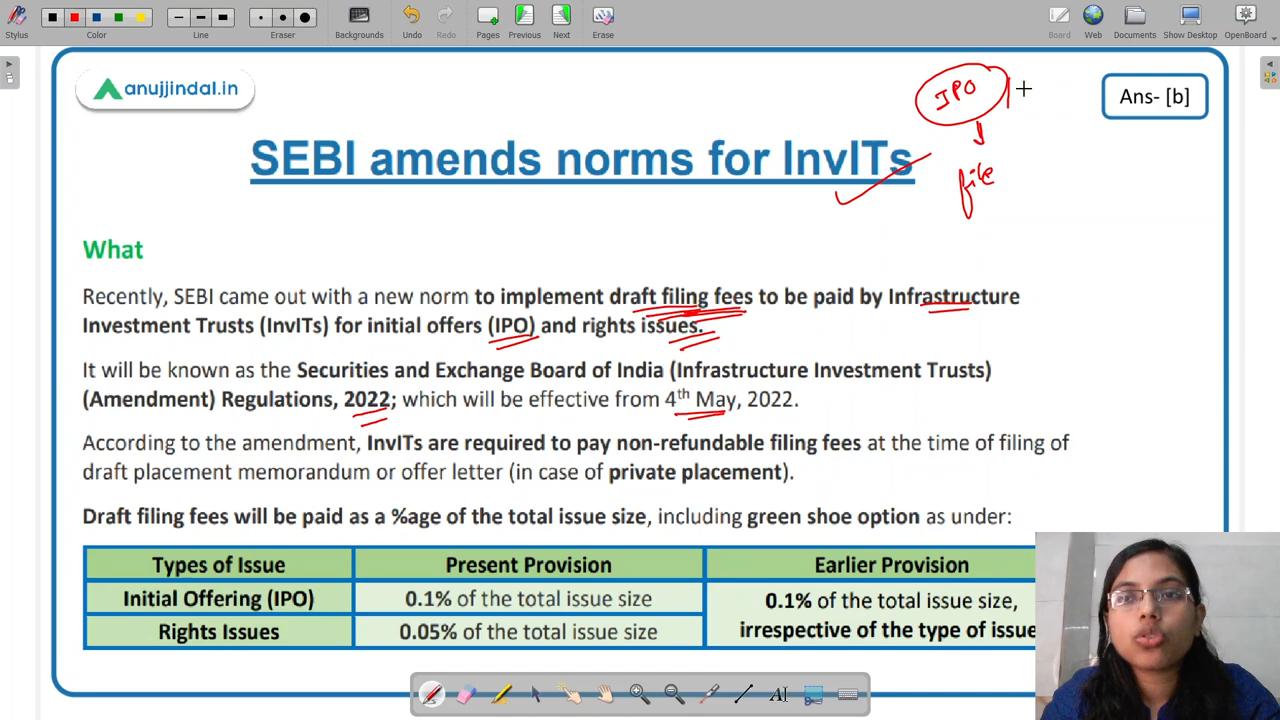 Stylus
Color
Line
Eraser
Backgrounds
Undo
Redo
Pages
Previous
Next
Erase
Board
Web
Documents
Show Desktop
OpenBoard
anujjindal.in
IPO
Ans- [b]
SEBI amends norms for InvITs
file
What
Recently, SEBI came out with a new norm to implement draft filing fees to be paid by Infrastructure
Investment Trusts (InvITs) for initial offers (IPO) and rights issues.
It will be known as the Securities and Exchange Board of India (Infrastructure Investment Trusts)
(Amendment) Regulations, 2022; which will be effective from 4th May, 2022.
According to the amendment, InvITs are required to pay non-refundable filing fees at the time of filing of
draft placement memorandum or offer letter (in case of private placement).
Draft filing fees will be paid as a %age of the total issue size, including green shoe option as under:
Types of Issue Present Provision Earlier Provision
Initial Offering (IPO) 0.1% of the total issue size 0.1% of the total issue size,
Rights Issues 0.05% of the total issue size irrespective of the type of issue
AI